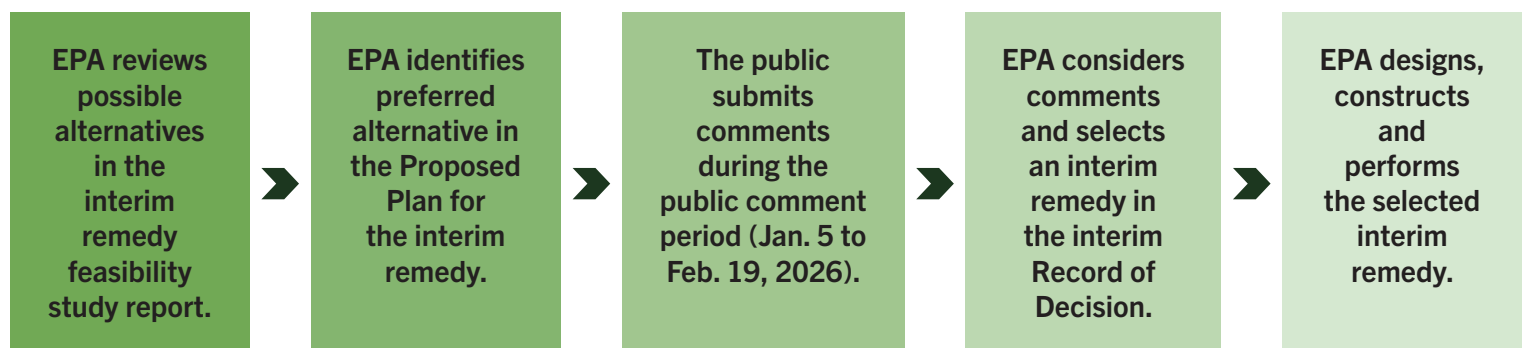 EPA reviews
possible
alternatives
in the
interim
remedy
feasibility
study report.
EPA identifies
preferred
alternative in
the Proposed
Plan for
the interim
remedy.
The public
submits
comments
during the
public comment
period (Jan. 5 to
Feb. 19, 2026).
EPA considers
comments
and selects
an interim
remedy in
the interim
Record of
Decision.
EPA designs,
constructs
and
performs
the selected
interim
remedy.